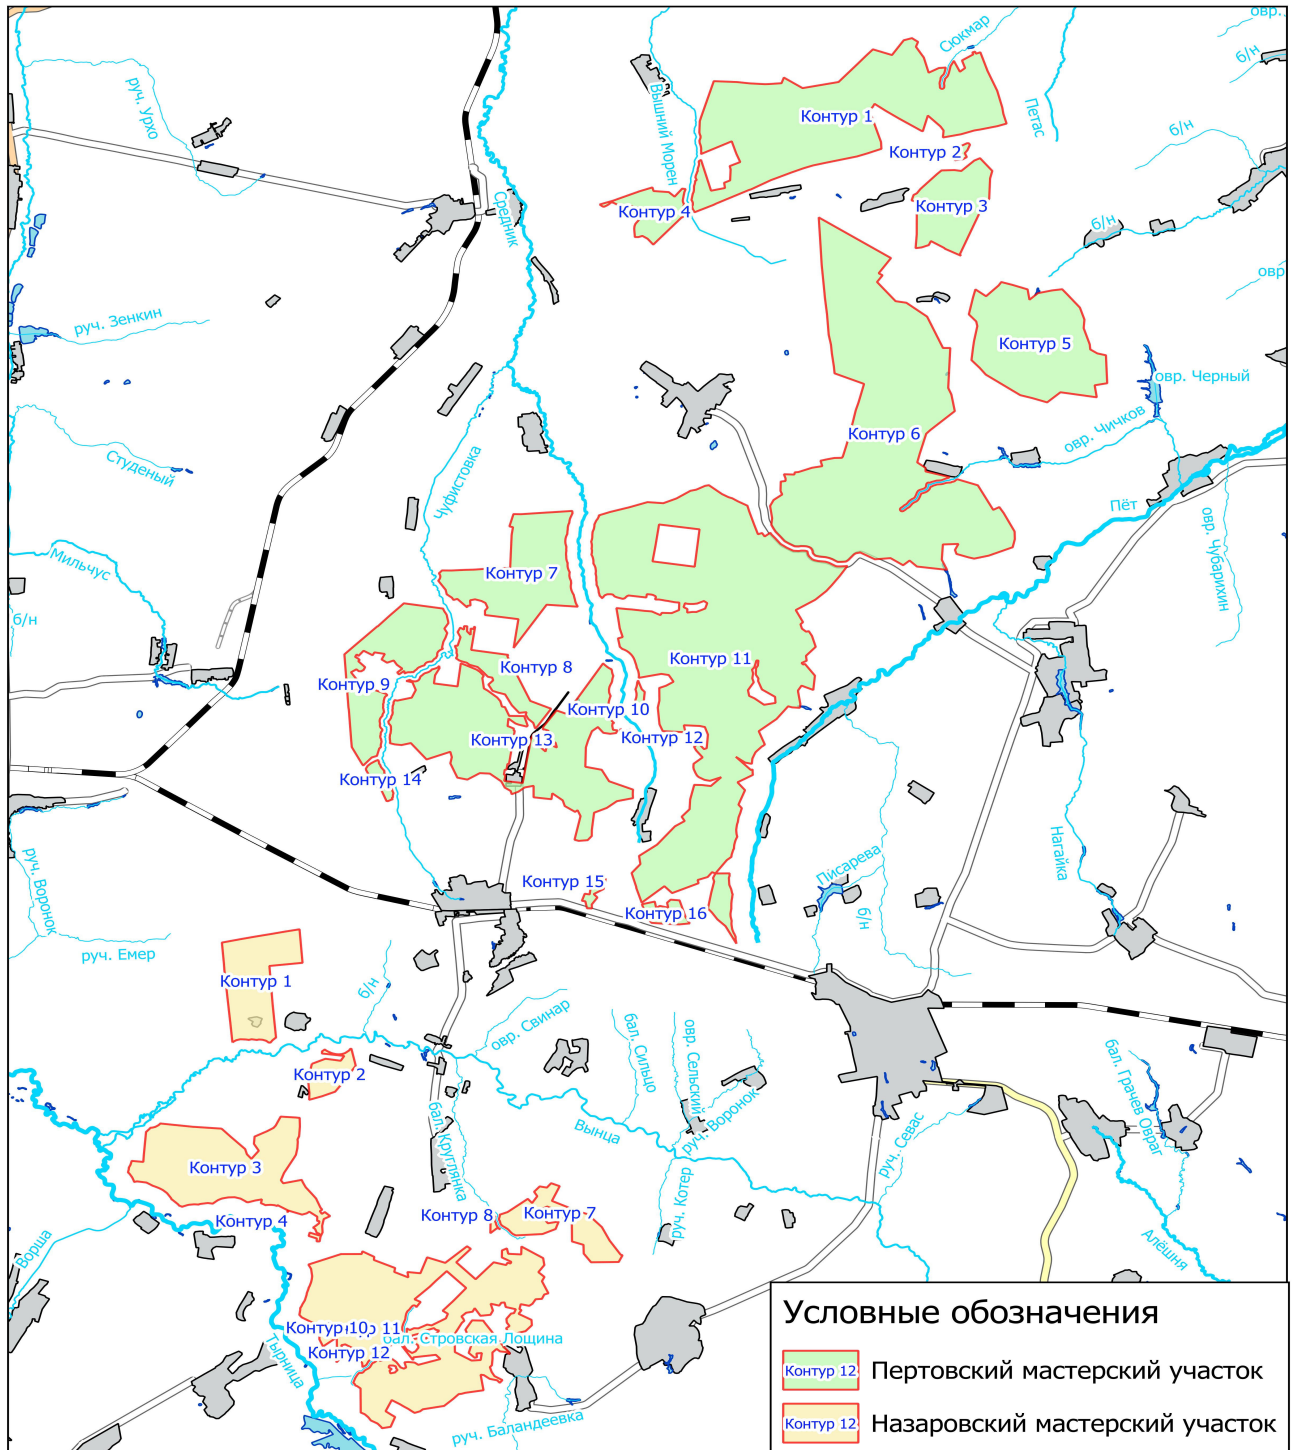 овр.
б/н
Сюкмар
руч. Урхо
Вышний Морен
Петас
Контур 1
б/н
Контур 2
Средник
Контур 4
Контур 3
б/н
овр
руч. Зенкин
Контур 5
овр. Черный
Контур 6
овр. Чичков
Студеный
Чуфистовка
Пёт
овр. Чубарихин
Мильчус
Контур 7
б/н
Контур 11
Контур 8
Контур 9
Контур 10
Контур 12
Контур 13
Контур 14
Нагайка
руч. Воронок
Писарева
Контур 15
б/н
Контур 16
руч. Емер
Контур 1
б/н
овр. Свинар
бал. Сильцо
овр. Сельский
бал. Грачев Овраг
Контур 2
руч. Воронок
бал. Круглянка
Вынца
руч. Севас
Контур 3
руч. Котер
Контур 4
Контур 8
Контур 7
Ворша
Алёшня
Контур 10
р 11
бал. Стровская Лощина
Контур 12
Тырница
руч. Баландеевка
Условные обозначения
Контур 12 Пертовский мастерский участок
Контур 12 Назаровский мастерский участок